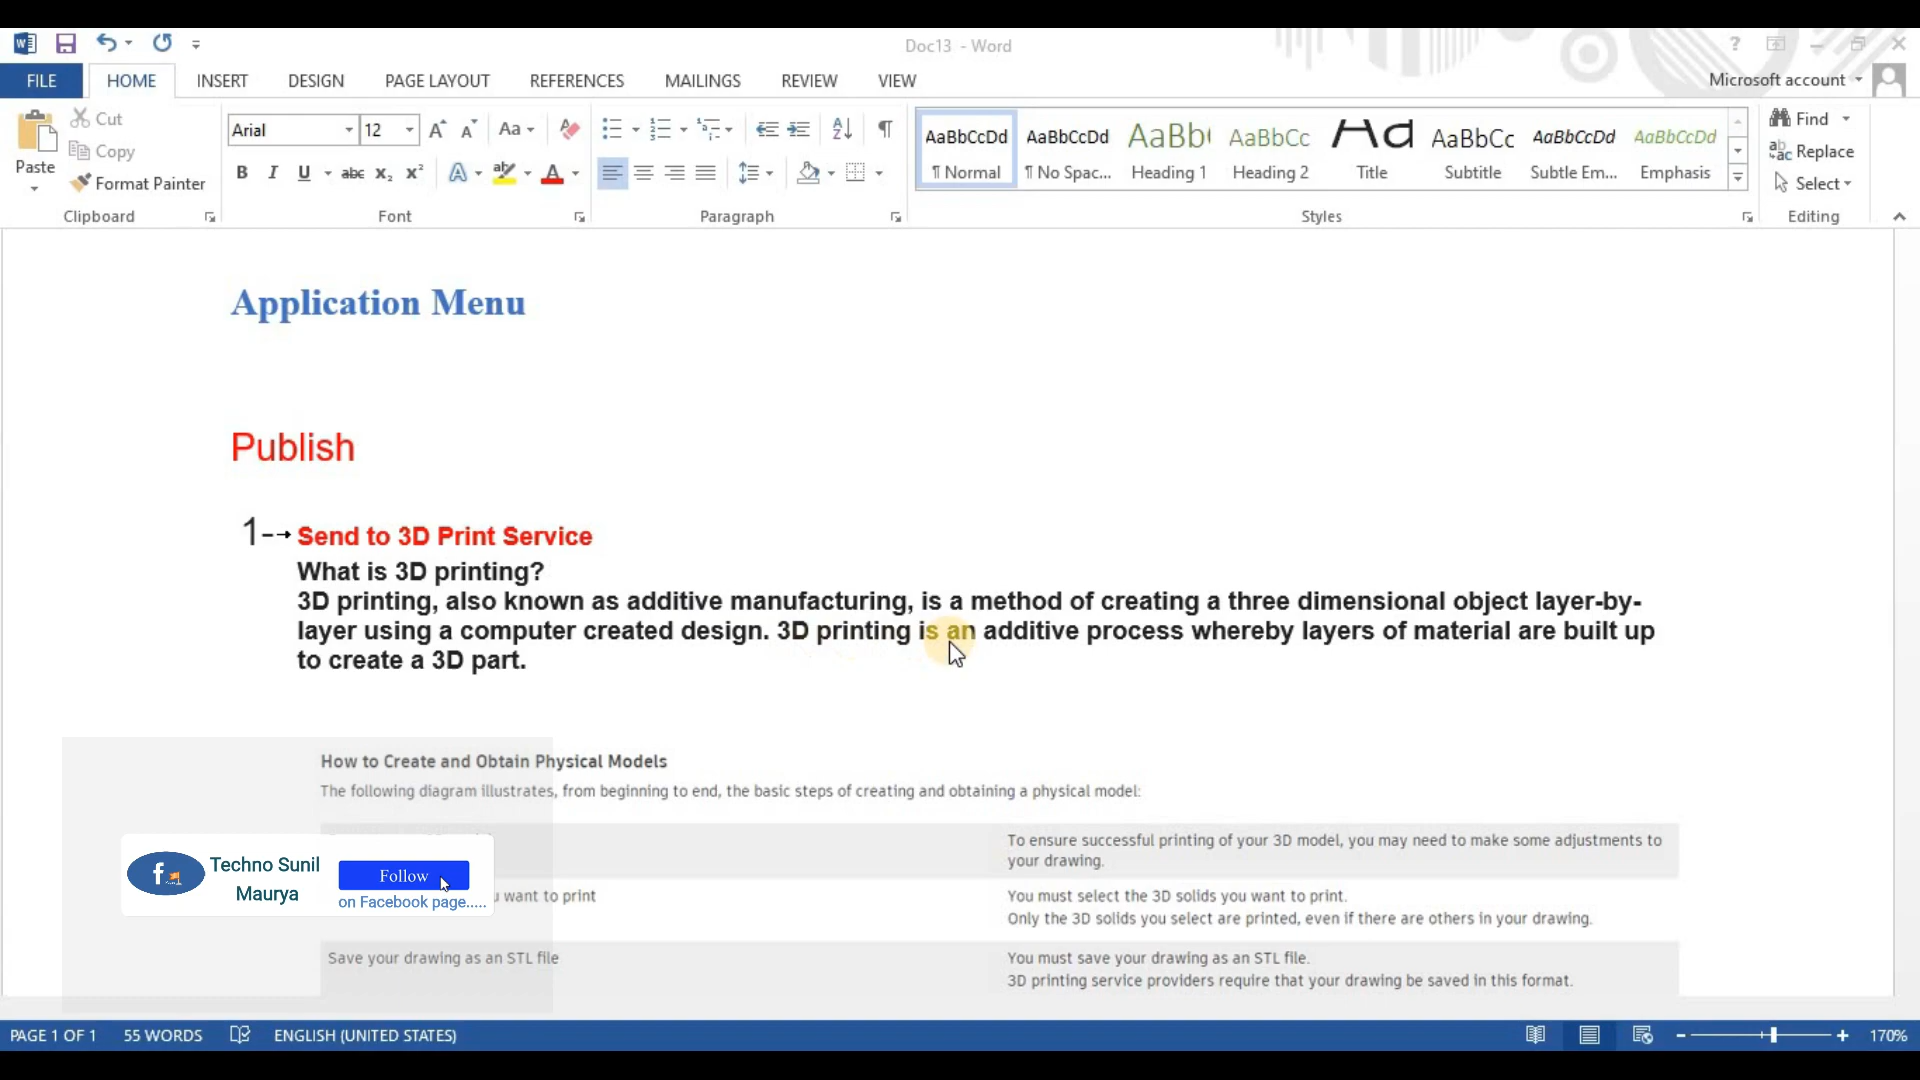 Doc13 - Word
FILE HOME INSERT DESIGN PAGE LAYOUT REFERENCES MAILINGS REVIEW VIEW Microsoft account
Paste
Cut
Copy
Format Painter
Clipboard
Arial 12
Font
Paragraph
AaBbCcDd AaBbCcDd AaBb( AaBbCc Aa AaBbCc AaBbCcDd AaBbCcDd
¶ Normal ¶ No Spac... Heading 1 Heading 2 Title Subtitle Subtle Em... Emphasis
Styles
Find
Replace
Select
Editing
Application Menu
Publish
1-→ Send to 3D Print Service
What is 3D printing?
3D printing, also known as additive manufacturing, is a method of creating a three dimensional object layer-by-
layer using a computer created design. 3D printing is an additive process whereby layers of material are built up
to create a 3D part.
How to Create and Obtain Physical Models
The following diagram illustrates, from beginning to end, the basic steps of creating and obtaining a physical model:
To ensure successful printing of your 3D model, you may need to make some adjustments to
your drawing.
want to print
You must select the 3D solids you want to print.
Only the 3D solids you select are printed, even if there are others in your drawing.
Save your drawing as an STL file
You must save your drawing as an STL file.
3D printing service providers require that your drawing be saved in this format.
Techno Sunil
Maurya
Follow
on Facebook page.....
PAGE 1 OF 1 55 WORDS ENGLISH (UNITED STATES) 170%